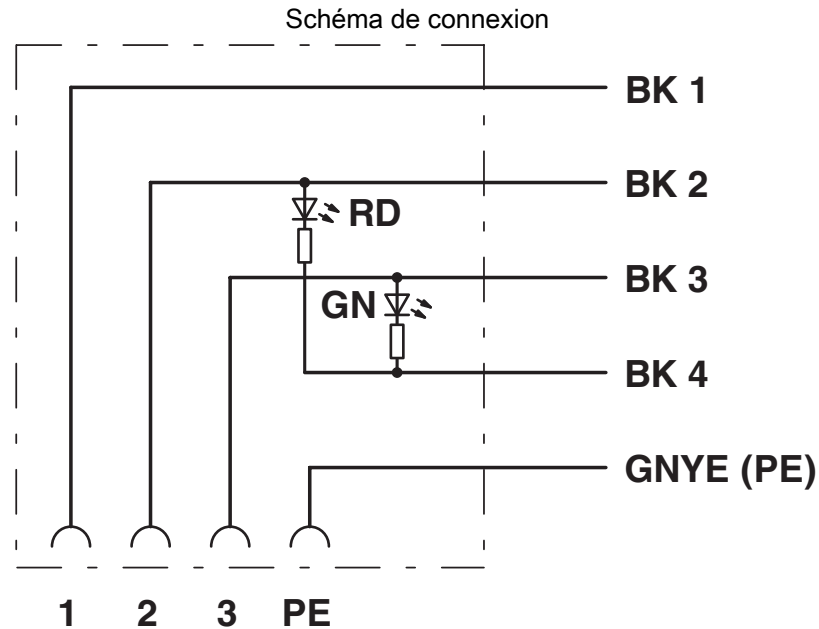 Schéma de connexion
BK 1
BK 2
RD
BK 3
GN
BK 4
GNYE (PE)
1 2 3 PE